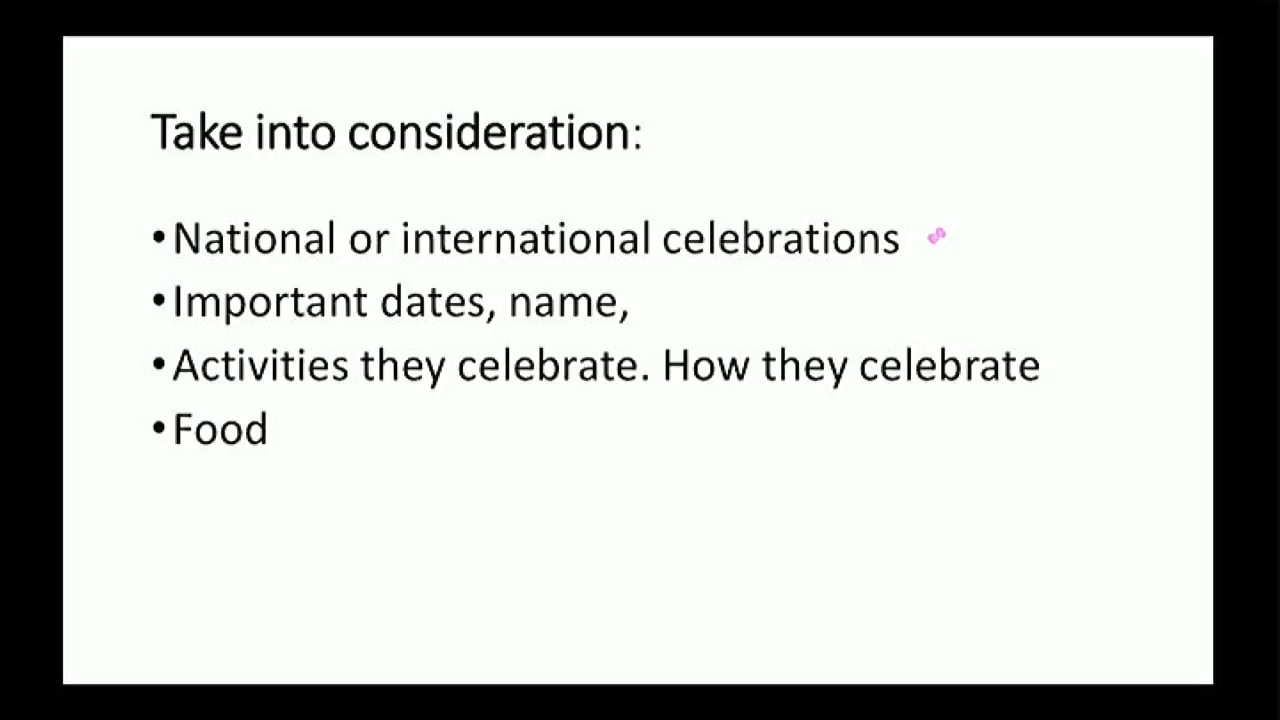 Take into consideration:
•National or international celebrations
•Important dates, name,
•Activities they celebrate. How they celebrate
•Food